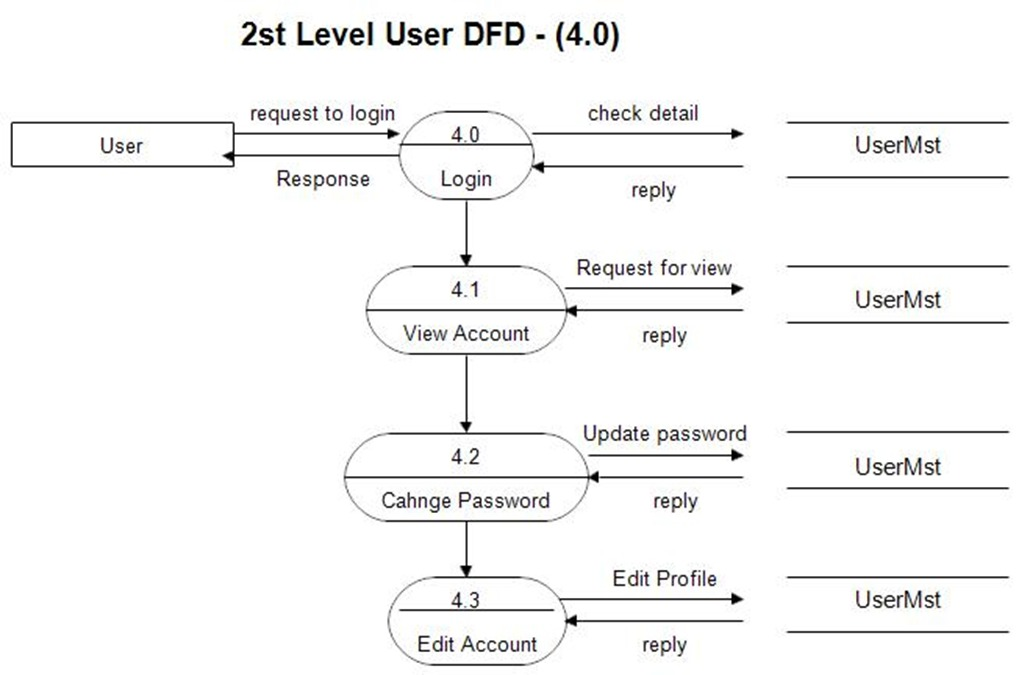 2st Level User DFD - (4.0)
request to login
check detail
User
4.0
UserMst
Response
Login
reply
Request for view
4.1
UserMst
View Account
reply
Update password
4.2
UserMst
Cahnge Password
reply
Edit Profile
4.3
UserMst
Edit Account
reply